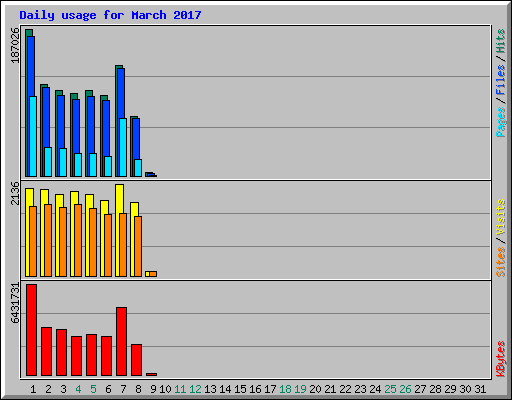 Daily usage for March 2017
187026
Pages / Files / Hits
2136
Sites / Visits
6431731
KBytes
1 2 3 4 5 6 7 8 9 10 11 12 13 14 15 16 17 18 19 20 21 22 23 24 25 26 27 28 29 30 31